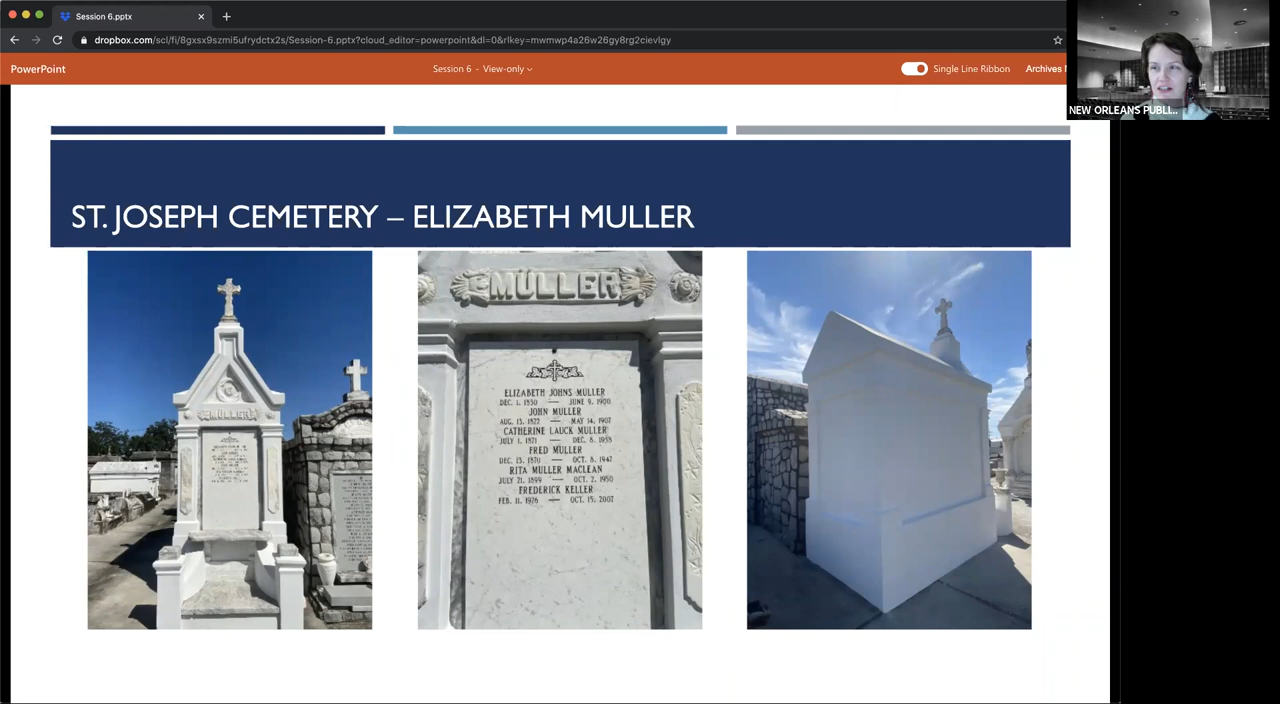 Session 6.pptx
dropbox.com/scl/fi/8gxsx9szmi5ufrydctx2s/Session-6.pptx?cloud_editor=powerpoint&dl=0&rlkey=mwmwp4a26w26gy8rg2cievlgy
PowerPoint
Session 6 - View-only
Single Line Ribbon
Archives
NEW ORLEANS PUBLI...
ST. JOSEPH CEMETERY – ELIZABETH MULLER
MULLER
MÜLLER
ELIZABETH JOHNS MULLER
DEC. 1, 1830 — JUNE 9, 1900
JOHN MULLER
AUG. 13, 1822 — MAY 14, 1907
CATHERINE LAUCK MULLER
JULY 1, 1871 — DEC. 8, 1938
FRED MULLER
DEC. 13, 1870 — OCT. 8, 1947
RITA MULLER MACLEAN
JULY 21, 1899 — OCT. 2, 1950
FREDERICK KELLER
FEB. 11, 1926 — OCT. 15, 2007